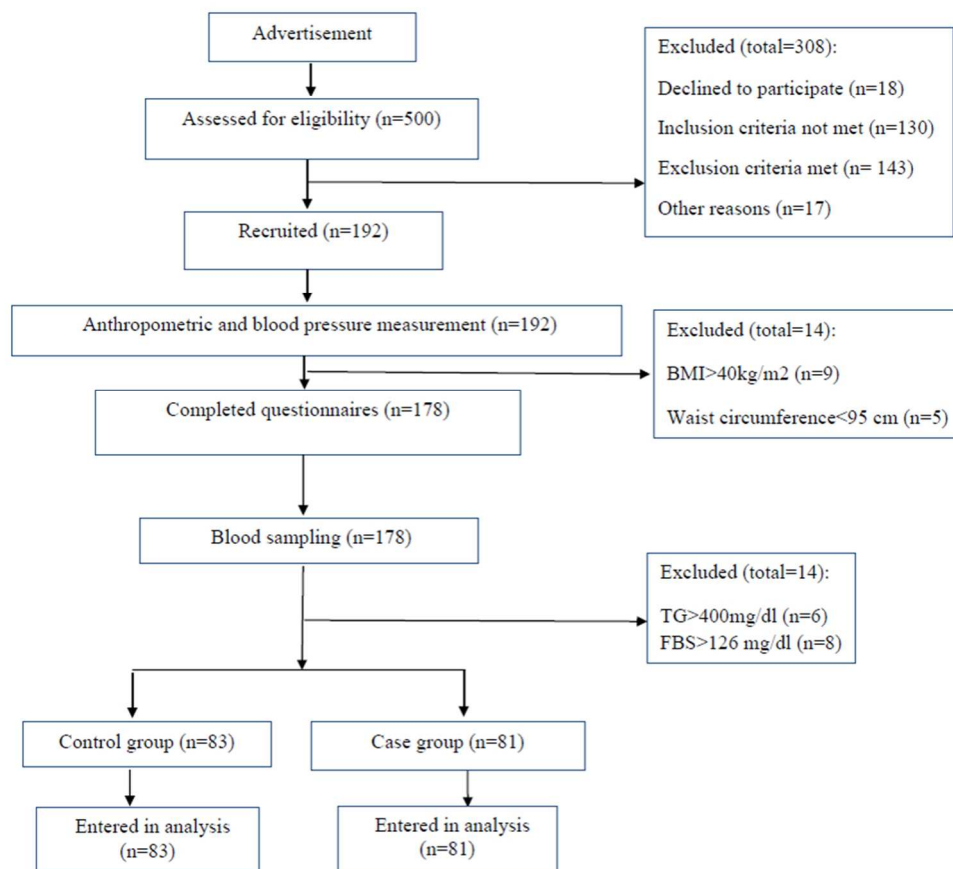 Advertisement
Assessed for eligibility (n=500)
Excluded (total=308):
Declined to participate (n=18)
Inclusion criteria not met (n=130)
Exclusion criteria met (n= 143)
Other reasons (n=17)
Recruited (n=192)
Anthropometric and blood pressure measurement (n=192)
Excluded (total=14):
BMI>40kg/m2 (n=9)
Waist circumference<95 cm (n=5)
Completed questionnaires (n=178)
Blood sampling (n=178)
Excluded (total=14):
TG>400mg/dl (n=6)
FBS>126 mg/dl (n=8)
Control group (n=83)
Case group (n=81)
Entered in analysis
(n=83)
Entered in analysis
(n=81)